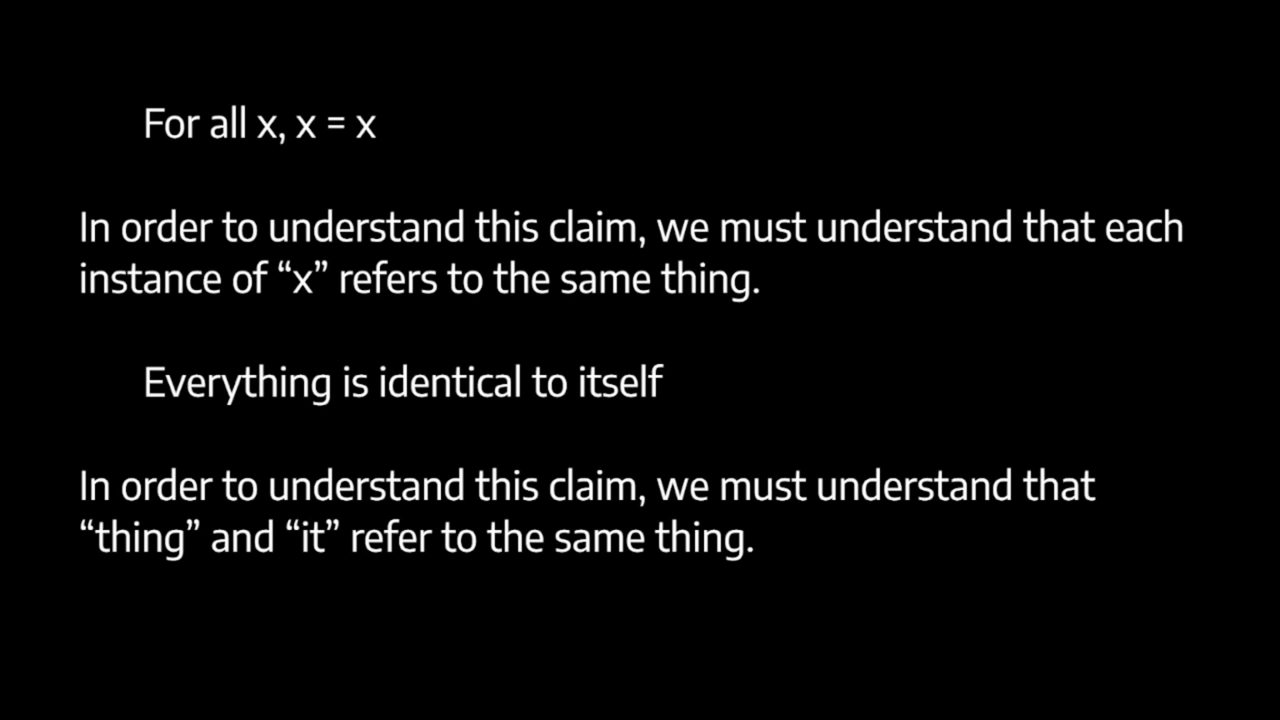 For all x, x = x
In order to understand this claim, we must understand that each
instance of “x” refers to the same thing.
Everything is identical to itself
In order to understand this claim, we must understand that
“thing” and “it” refer to the same thing.